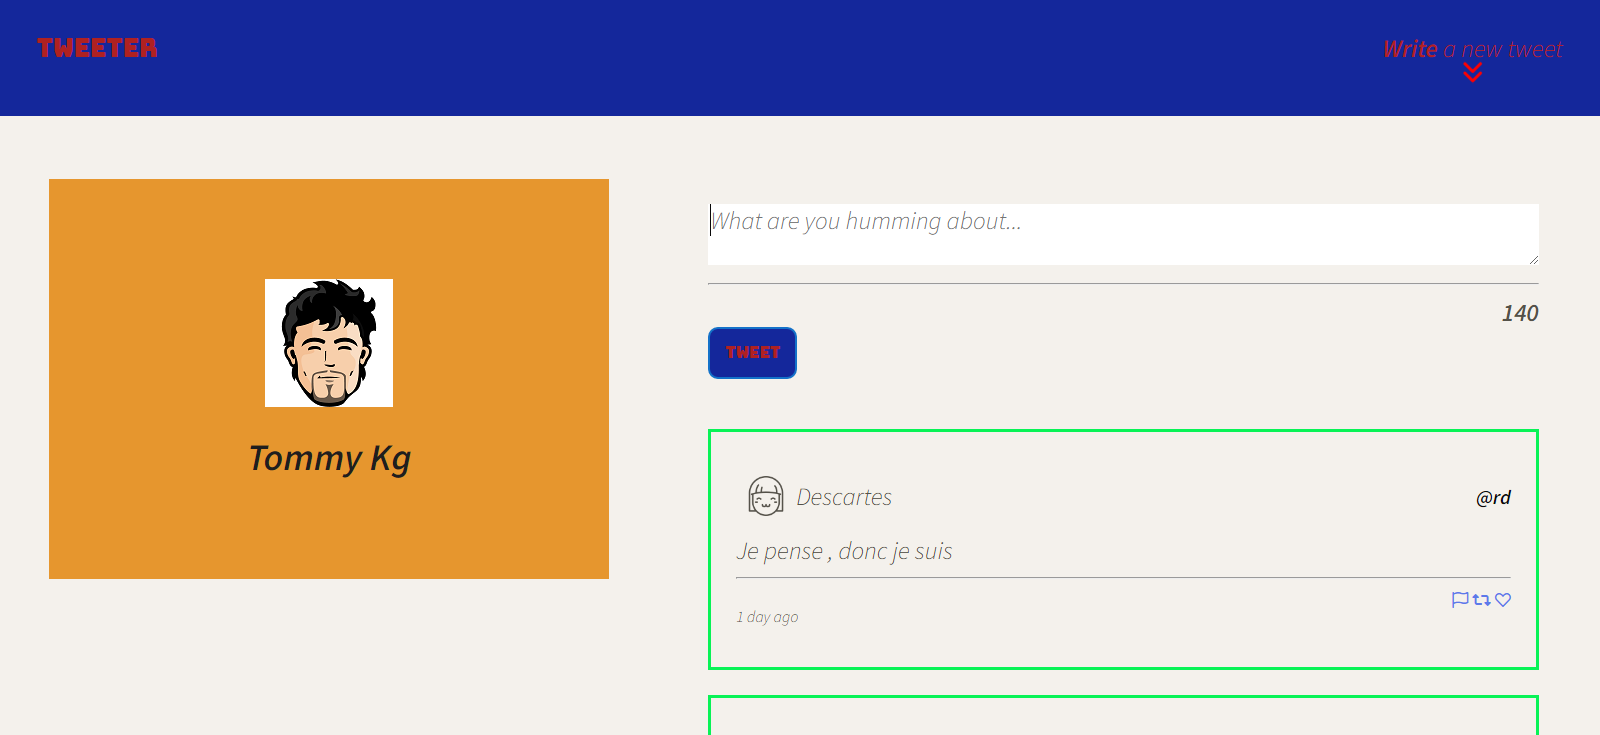 TWEETER
Write a new tweet
What are you humming about...
140
TWEET
Tommy Kg
Descartes
@rd
Je pense , donc je suis
1 day ago